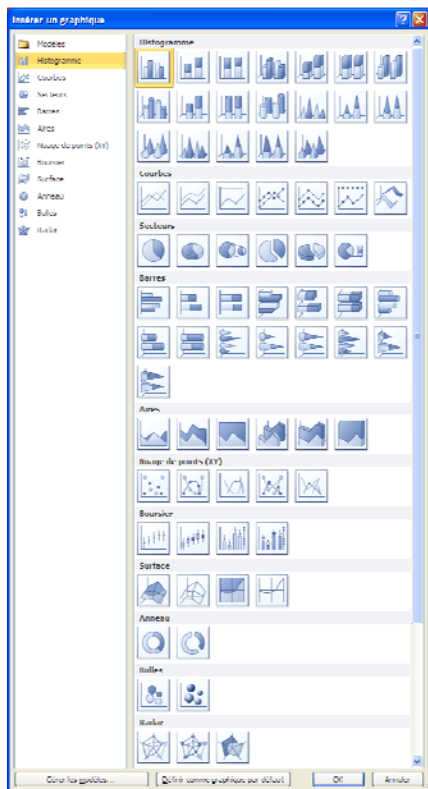 Insérer un graphique
Modèles
Histogramme
Courbes
Secteurs
Barres
Aires
Nuage de points (XY)
Boursier
Surface
Anneau
Bulles
Radar
Histogramme
Courbes
Secteurs
Barres
Aires
Nuage de points (XY)
Boursier
Surface
Anneau
Bulles
Radar
Gérer les modèles...
Définir comme graphique par défaut
OK
Annuler